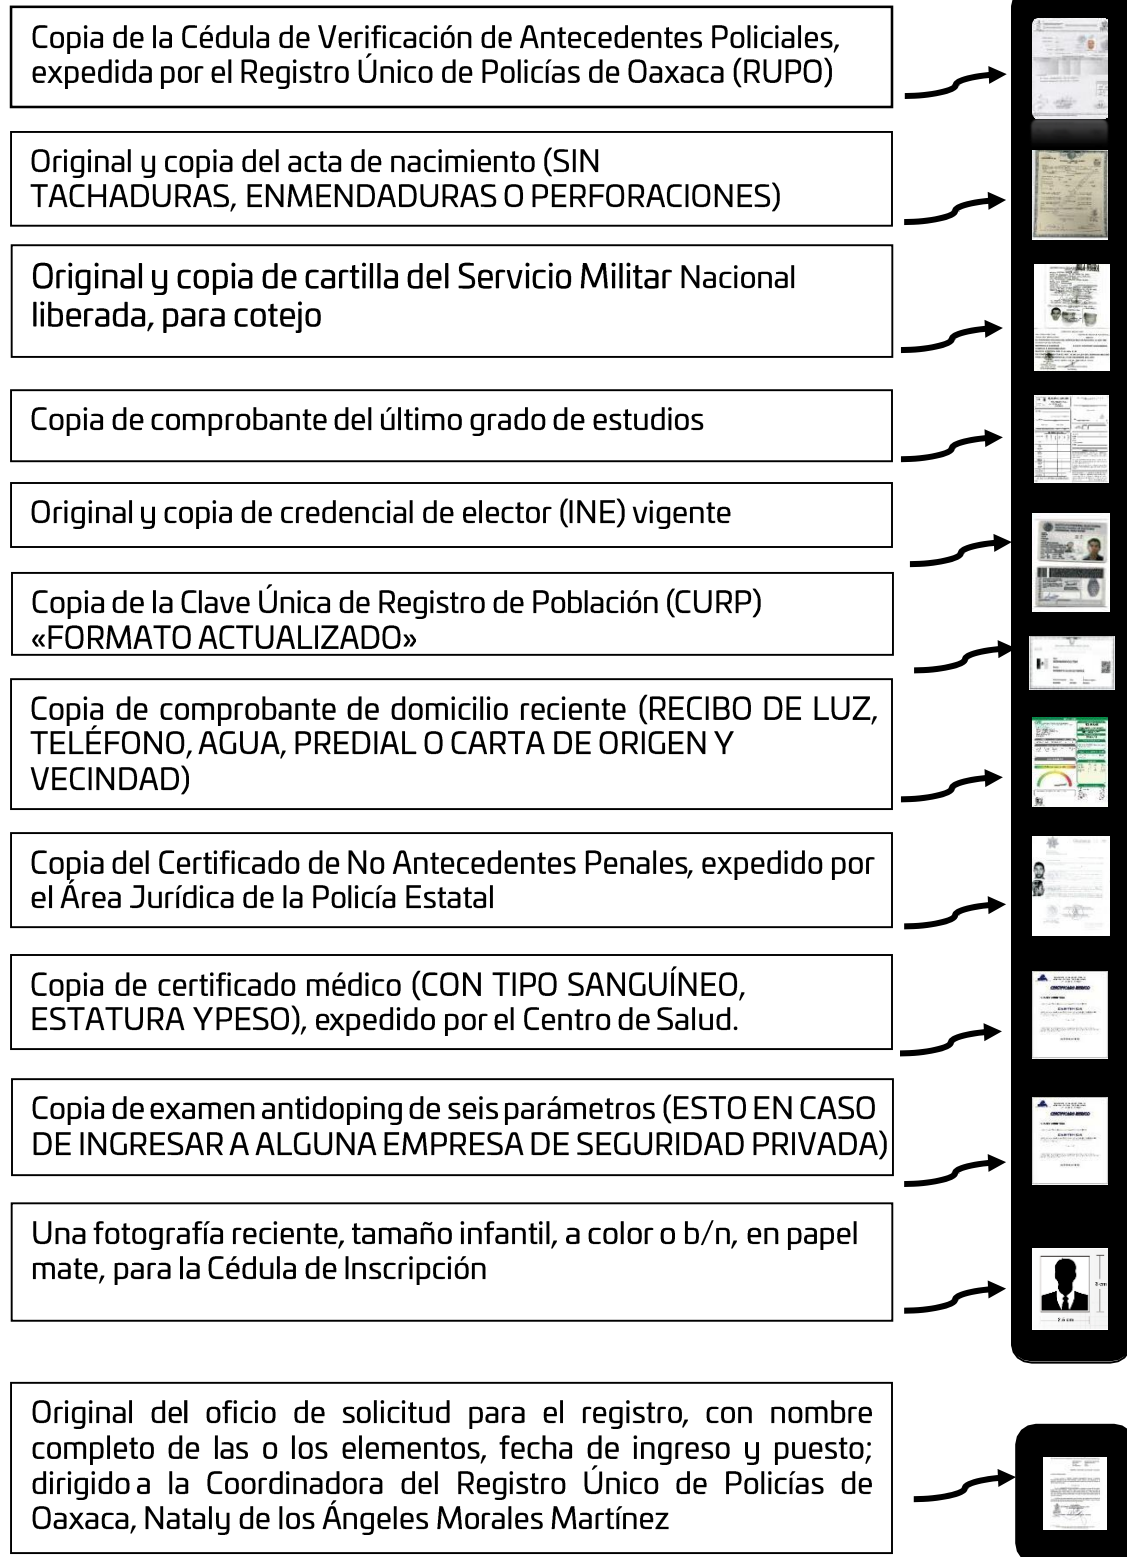 Copia de la Cédula de Verificación de Antecedentes Policiales,
expedida por el Registro Único de Policías de Oaxaca (RUPO)
Original y copia del acta de nacimiento (SIN
TACHADURAS, ENMENDADURAS O PERFORACIONES)
Original y copia de cartilla del Servicio Militar Nacional
liberada, para cotejo
Copia de comprobante del último grado de estudios
Original y copia de credencial de elector (INE) vigente
Copia de la Clave Única de Registro de Población (CURP)
«FORMATO ACTUALIZADO»
Copia de comprobante de domicilio reciente (RECIBO DE LUZ,
TELÉFONO, AGUA, PREDIAL O CARTA DE ORIGEN Y
VECINDAD)
Copia del Certificado de No Antecedentes Penales, expedido por
el Área Jurídica de la Policía Estatal
Copia de certificado médico (CON TIPO SANGUÍNEO,
ESTATURA YPESO), expedido por el Centro de Salud.
CERTIFICADO MEDICO
Copia de examen antidoping de seis parámetros (ESTO EN CASO
DE INGRESAR A ALGUNA EMPRESA DE SEGURIDAD PRIVADA)
CERTIFICADO MEDICO
Una fotografía reciente, tamaño infantil, a color o b/n, en papel
mate, para la Cédula de Inscripción
3 cm
Original del oficio de solicitud para el registro, con nombre
completo de las o los elementos, fecha de ingreso y puesto;
dirigido a la Coordinadora del Registro Único de Policías de
Oaxaca, Nataly de los Ángeles Morales Martínez